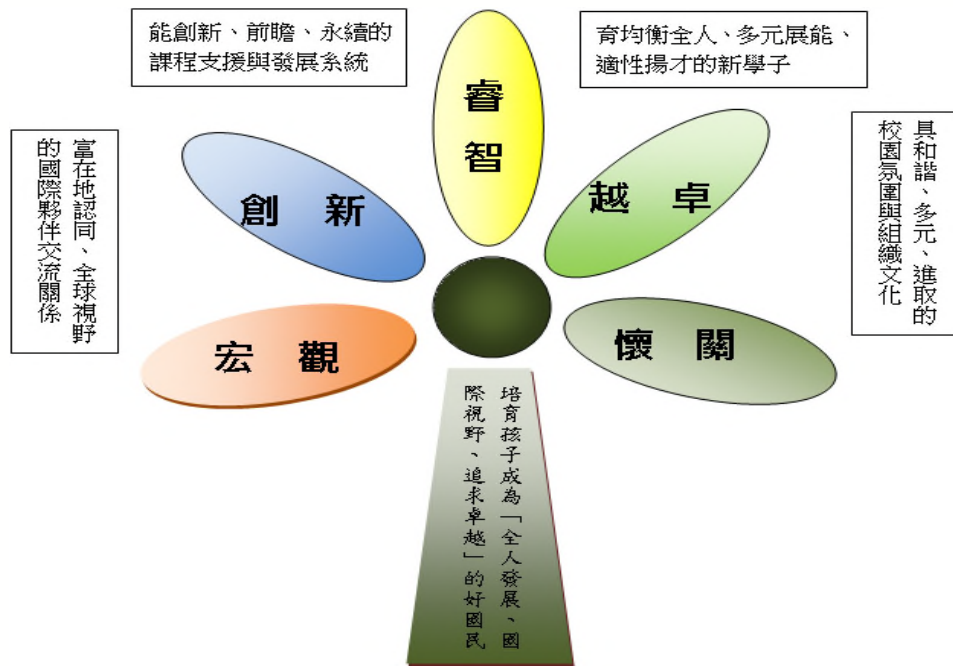 能創新、前瞻、永續的
課程支援與發展系統
育均衡全人、多元展能、
適性揚才的新學子
睿
智
富在地認同、全球視野
的國際夥伴交流關係
創 新
越 卓
具和諧、多元、進取的
校園氛圍與組織文化
宏 觀
懷 關
培育孩子成為「全人發展、國
際視野、追求卓越」的好國民